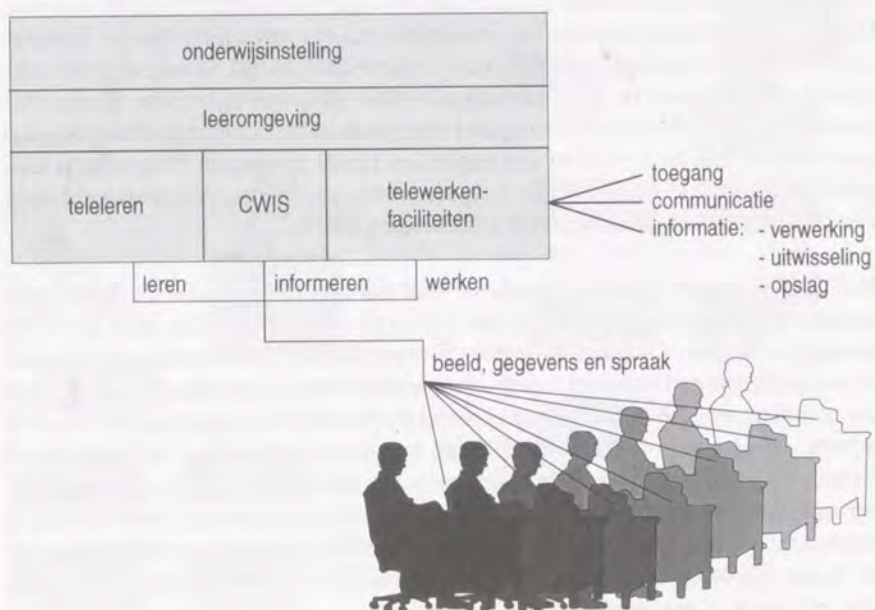 onderwijsinstelling
leeromgeving
teleleren
CWIS
telewerken-
faciliteiten
toegang
communicatie
informatie: - verwerking
- uitwisseling
- opslag
leren
informeren
werken
beeld, gegevens en spraak